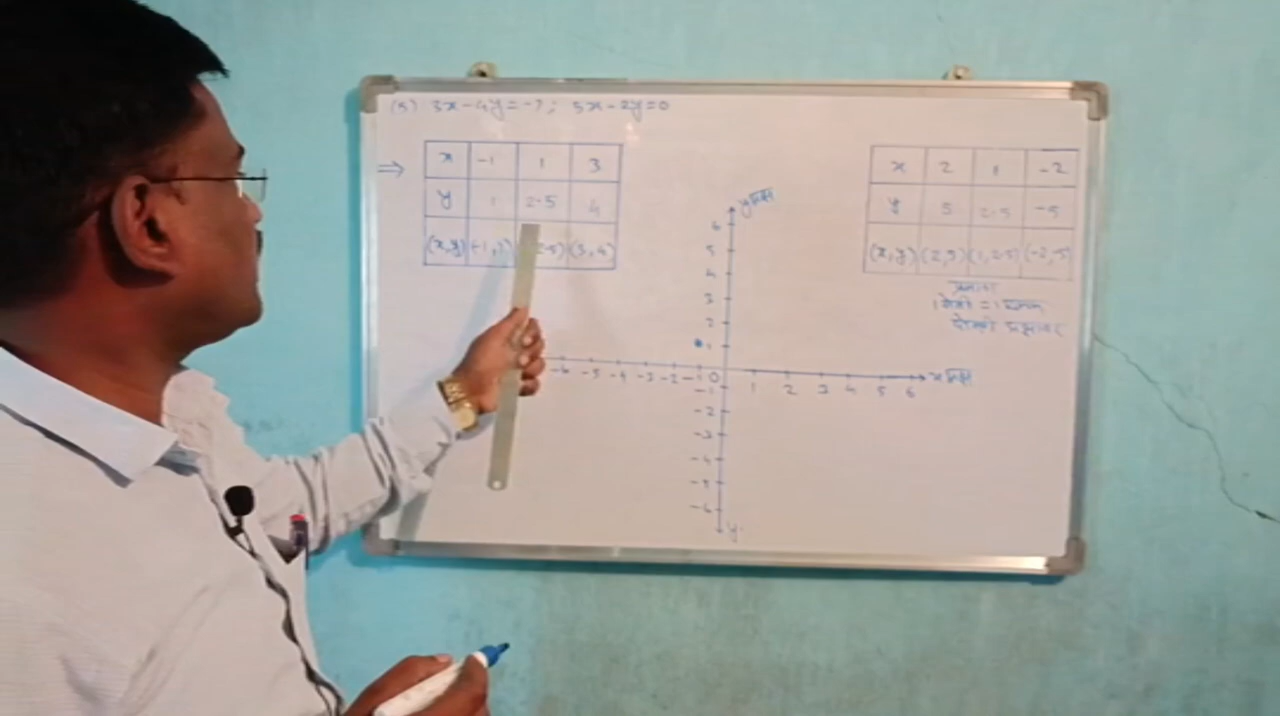 (5) 3x-4y=-7; 5x-2y=0
⇒
x -1 1 3
y 1 2.5 4
(x,y) (-1,1) 2.5) (3,4)
x 2 1 -2
y 5 2.5 -5
(x,y) (2,5) (1,2.5) (-2,-5)
प्रमाण
1सेमी = 1 एकक
दोन्ही अक्षांवर
y अक्ष
6
5
4
3
2
1
-6 -5 -4 -3 -2 -1 0 1 2 3 4 5 6 x अक्ष
-1
-2
-3
-4
-5
-6
y'